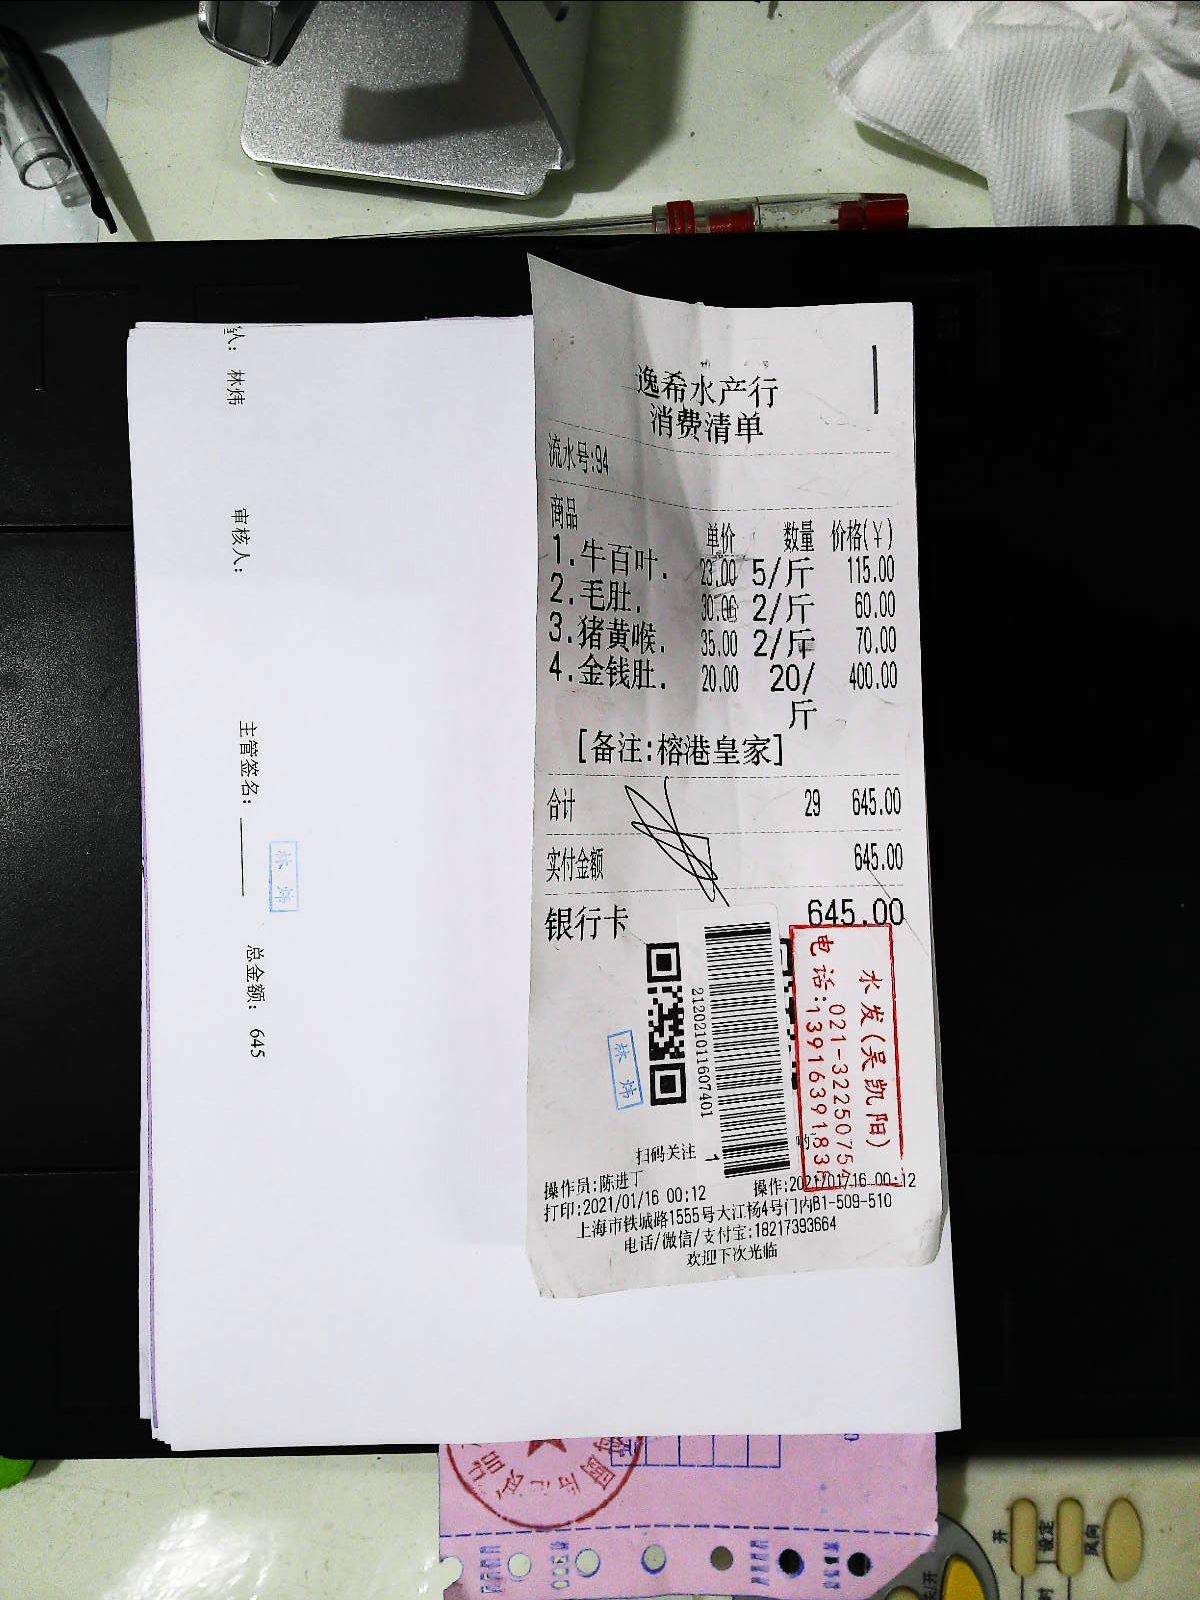 逸希水产行
消费清单
流水号:94
商品 单价 数量 价格(¥)
1.牛百叶. 23.00 5/斤 115.00
2.毛肚. 30.00 2/斤 60.00
3.猪黄喉. 35.00 2/斤 70.00
4.金钱肚. 20.00 20/斤 400.00
[备注:榕港皇家]
合计 29 645.00
实付金额 645.00
银行卡 645.00
212021011607401
1
林炜
水发(吴凯阳)
电话:021-32250754
扫码关注
操作员:陈进丁 操作:2021/01/16 00:12
打印:2021/01/16 00:12
上海市铁城路1555号大江杨4号门内B1-509-510
电话/微信/支付宝:18217393664
欢迎下次光临
林炜
审核人:
主管签名:
林炜
总金额: 645
开
设定
风向